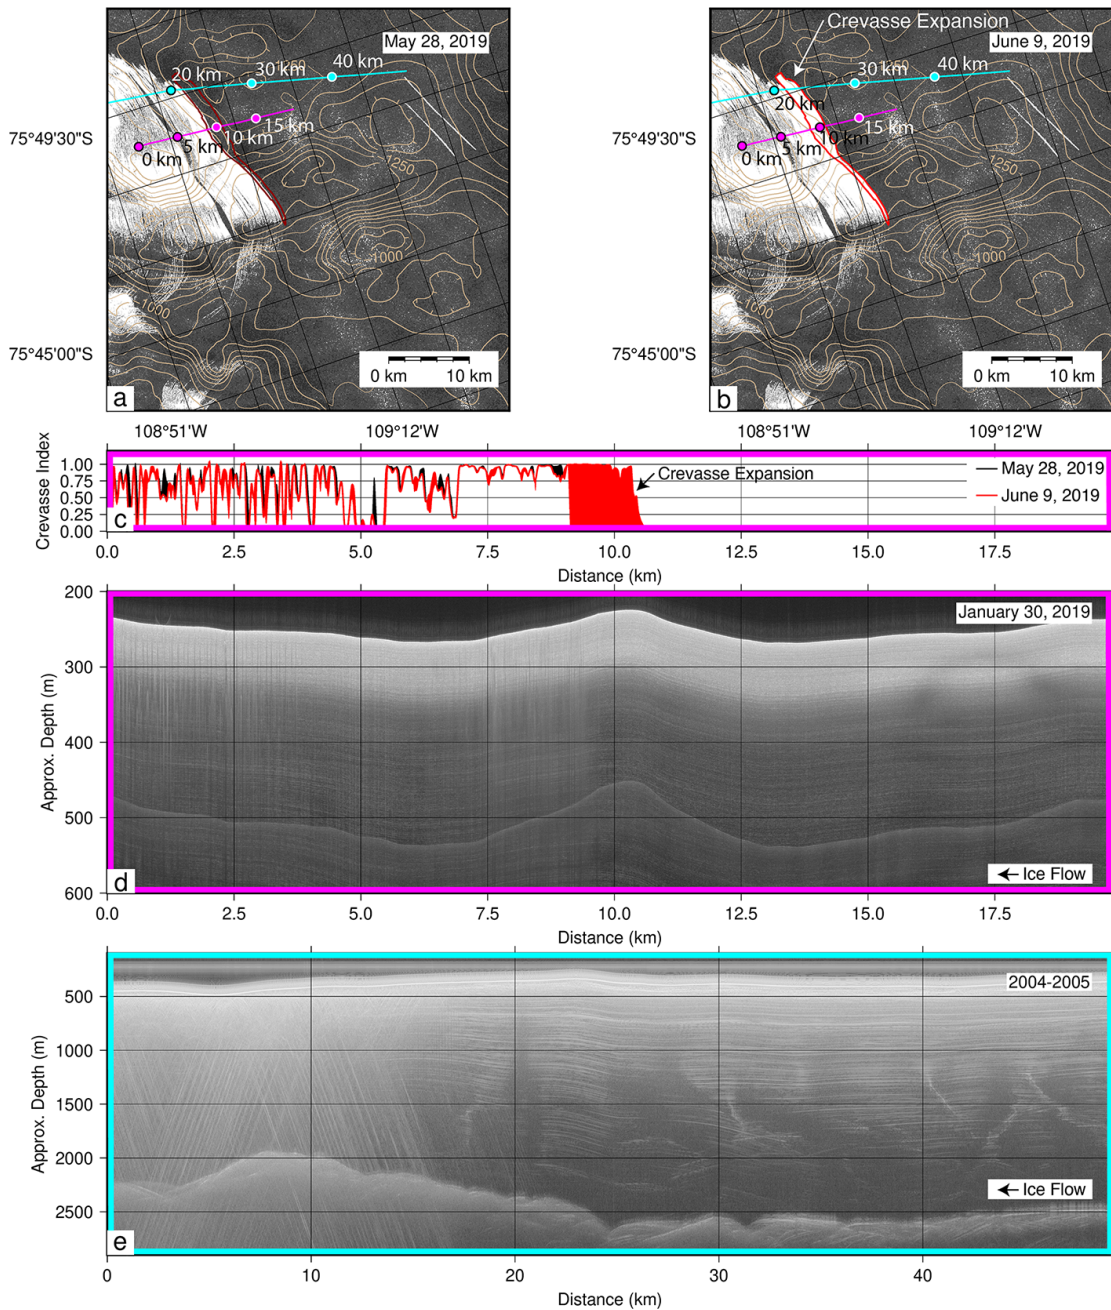 May 28, 2019
1250
20 km
30 km
40 km
15 km
10 km
5 km
0 km
1250
1000
1000
75°49'30"S
75°45'00"S
0 km 10 km
a
108°51'W 109°12'W
Crevasse Expansion
June 9, 2019
1250
20 km
30 km
40 km
15 km
10 km
5 km
0 km
1250
1000
1000
75°49'30"S
75°45'00"S
0 km 10 km
b
108°51'W 109°12'W
Crevasse Index
1.00
0.75
0.50
0.25
0.00
Crevasse Expansion
May 28, 2019
June 9, 2019
c
0.0 2.5 5.0 7.5 10.0 12.5 15.0 17.5
Distance (km)
Approx. Depth (m)
200
300
400
500
600
January 30, 2019
Ice Flow
d
0.0 2.5 5.0 7.5 10.0 12.5 15.0 17.5
Distance (km)
Approx. Depth (m)
500
1000
1500
2000
2500
2004-2005
Ice Flow
e
0 10 20 30 40
Distance (km)